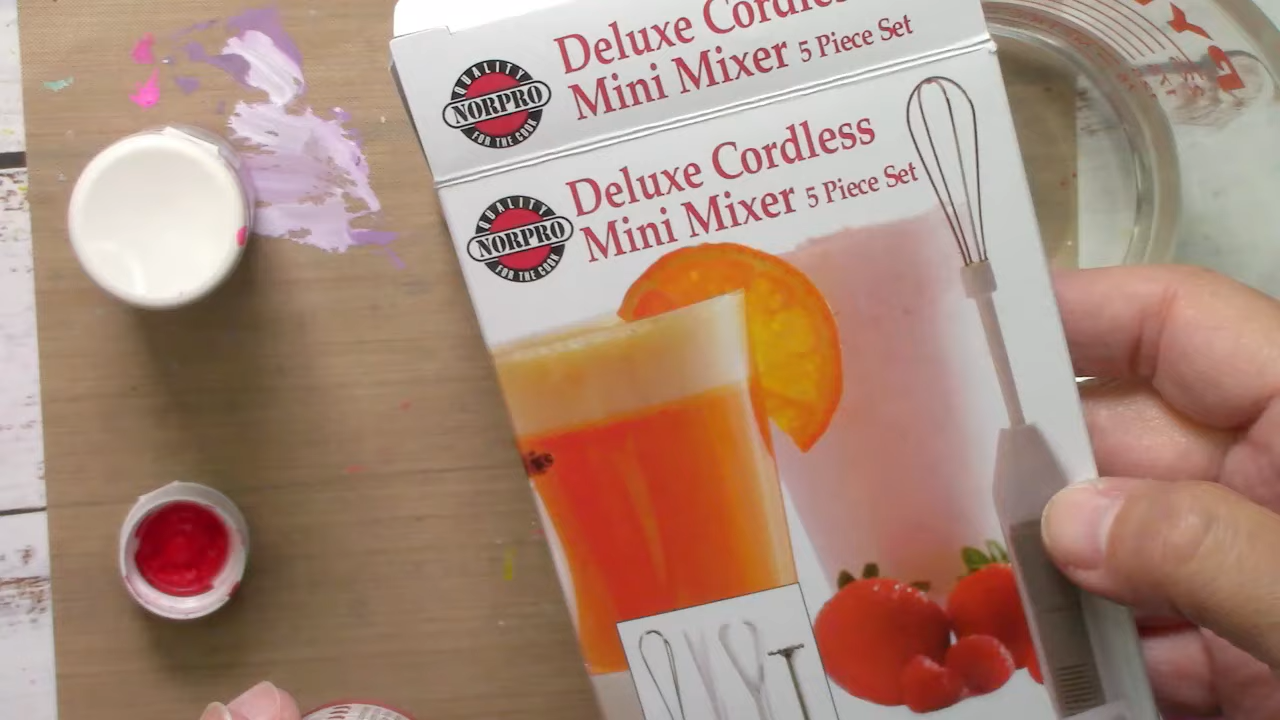 Deluxe Cordless
Mini Mixer 5 Piece Set
QUALITY
NORPRO
FOR THE COOK
Deluxe Cordless
Mini Mixer 5 Piece Set
QUALITY
NORPRO
FOR THE COOK